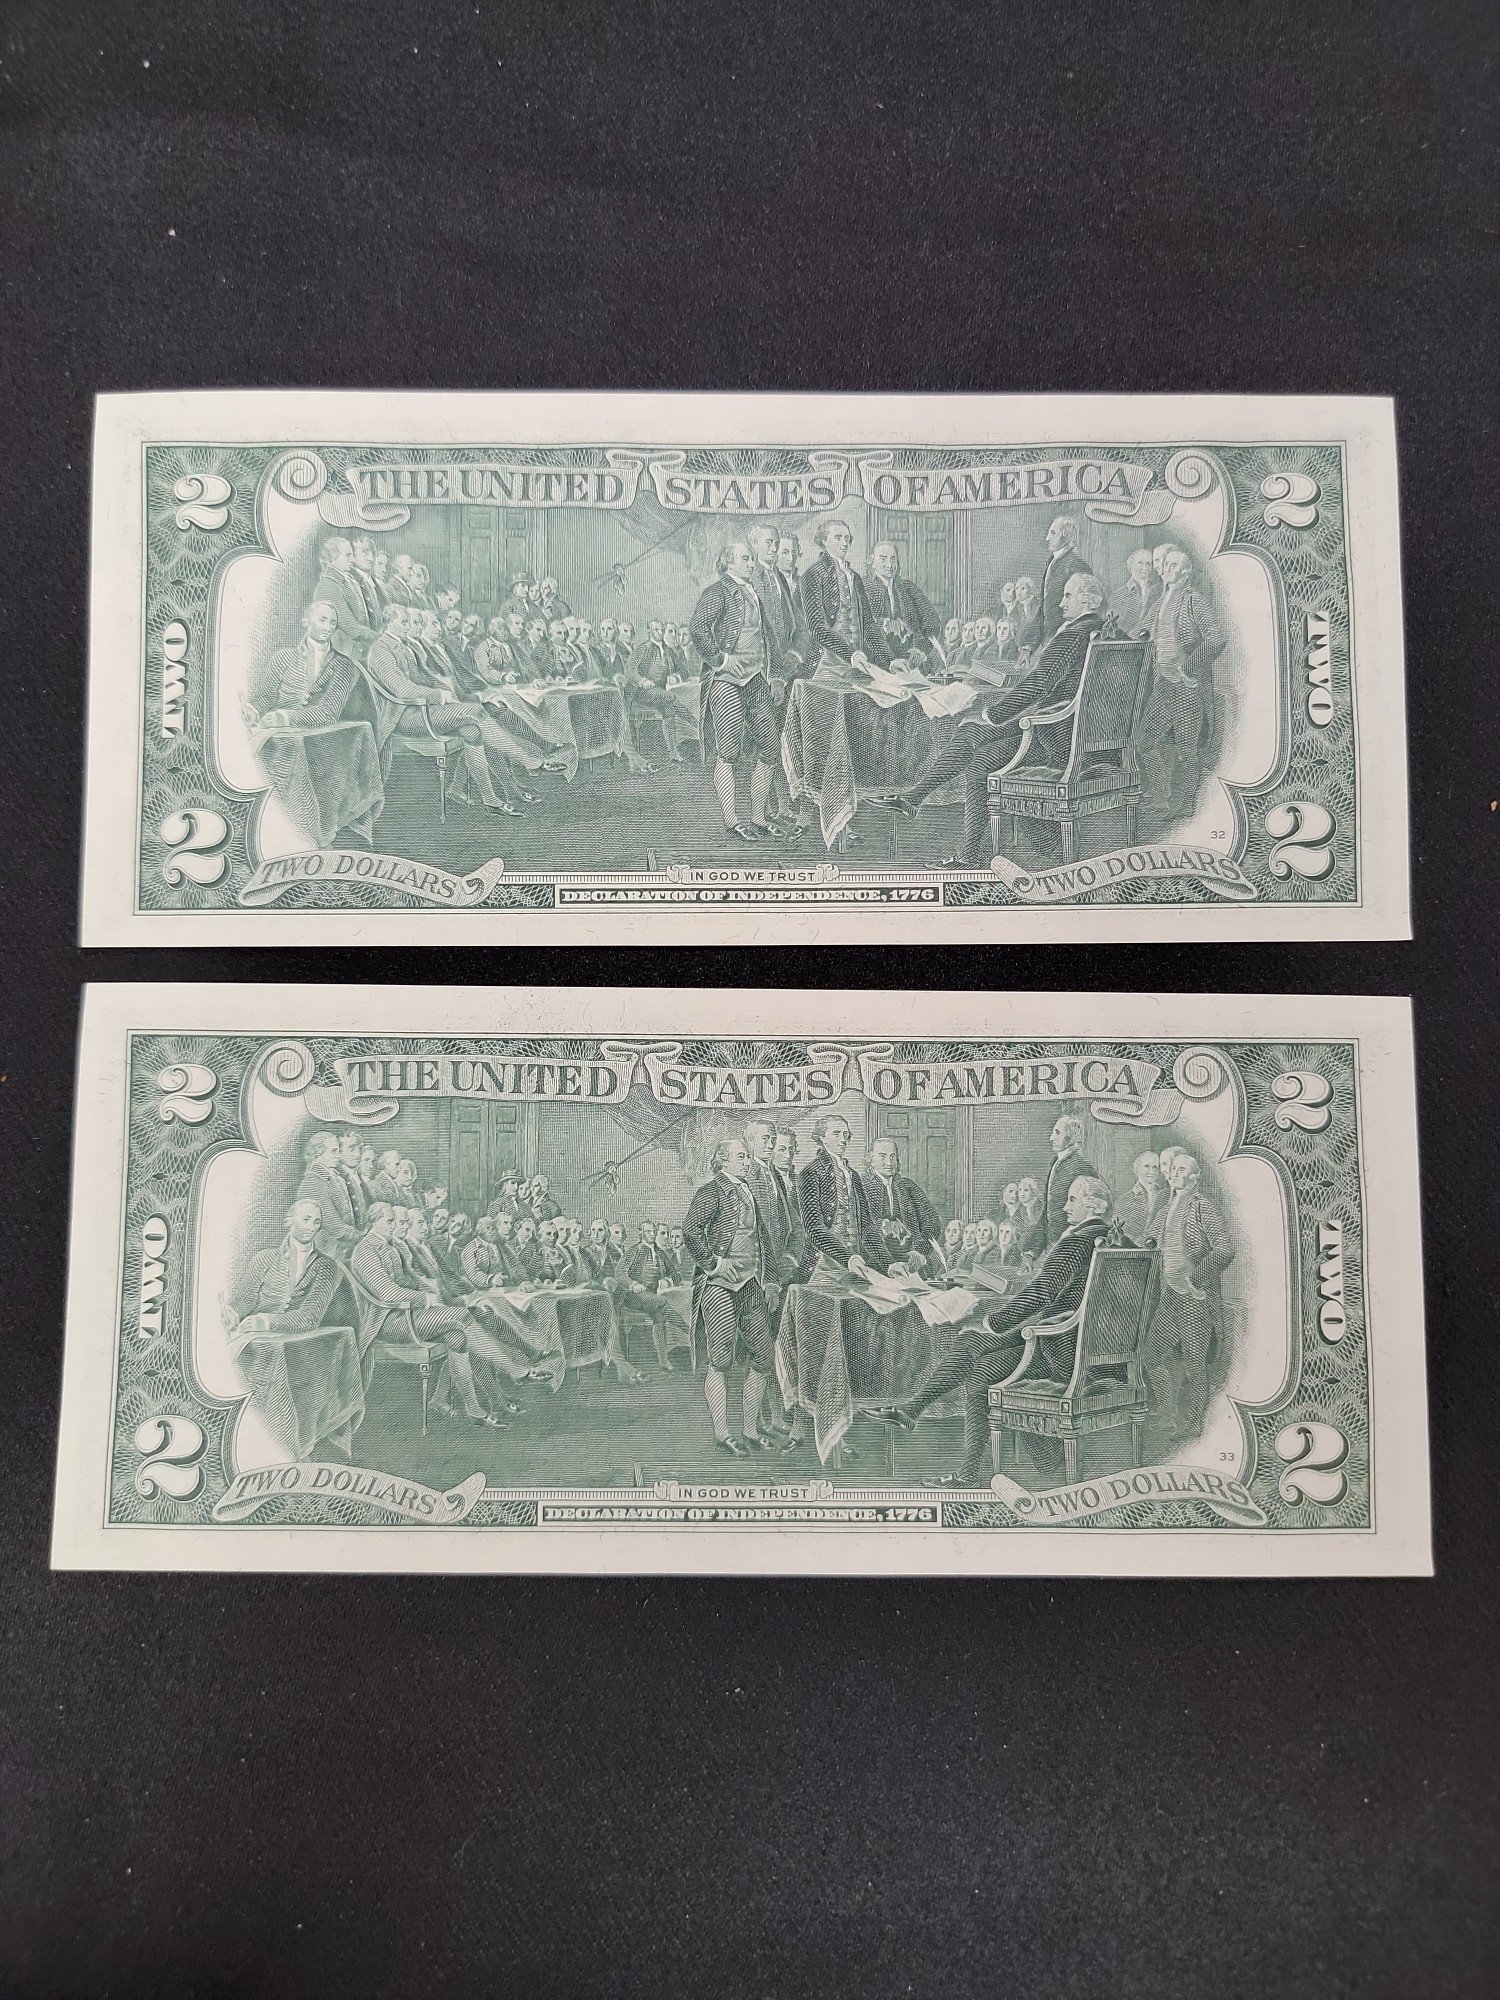 2 THE UNITED STATES OF AMERICA 2
TWO TWO
32
2 TWO DOLLARS IN GOD WE TRUST TWO DOLLARS 2
DECLARATION OF INDEPENDENCE, 1776
2 THE UNITED STATES OF AMERICA 2
TWO TWO
33
2 TWO DOLLARS IN GOD WE TRUST TWO DOLLARS 2
DECLARATION OF INDEPENDENCE, 1776